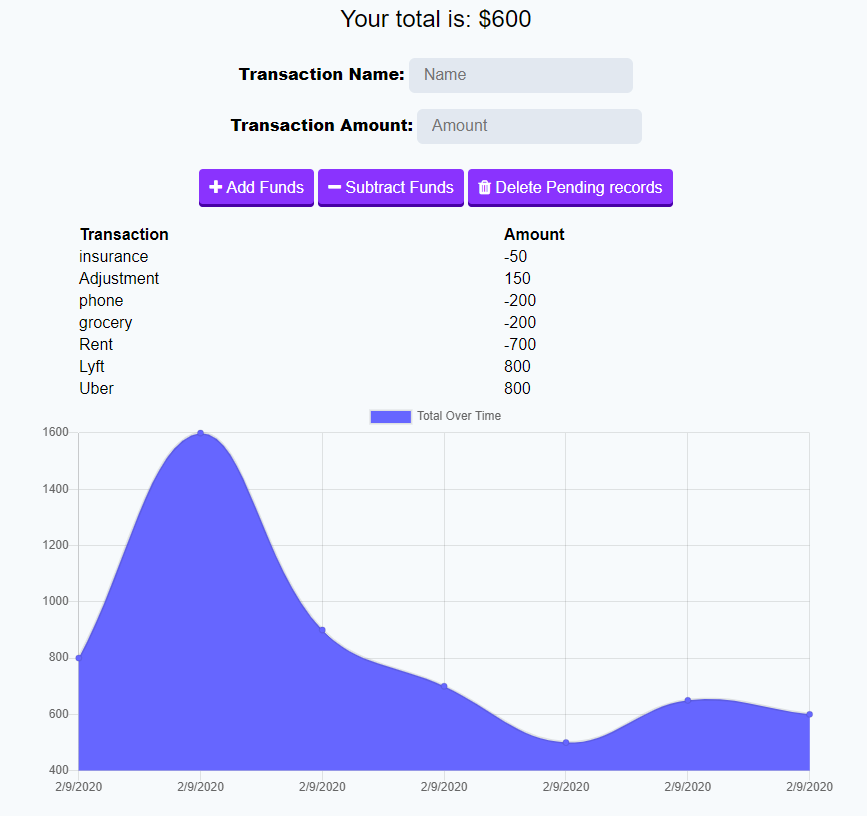 Your total is: $600
Transaction Name: Name
Transaction Amount: Amount
Add Funds Subtract Funds Delete Pending records
Transaction Amount
insurance -50
Adjustment 150
phone -200
grocery -200
Rent -700
Lyft 800
Uber 800
Total Over Time
1600
1400
1200
1000
800
600
400
2/9/2020 2/9/2020 2/9/2020 2/9/2020 2/9/2020 2/9/2020 2/9/2020